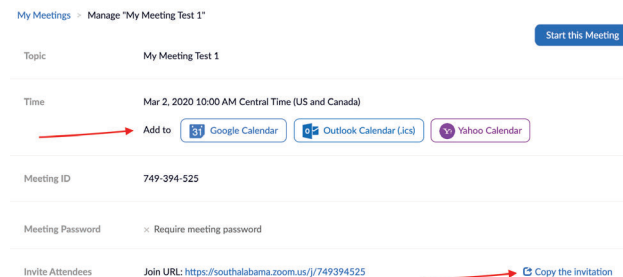 My Meetings > Manage "My Meeting Test 1"
Start this Meeting
Topic My Meeting Test 1
Time Mar 2, 2020 10:00 AM Central Time (US and Canada)
Add to 31 Google Calendar Outlook Calendar (.ics) Yahoo Calendar
Meeting ID 749-394-525
Meeting Password × Require meeting password
Invite Attendees Join URL: https://southalabama.zoom.us/j/749394525 Copy the invitation